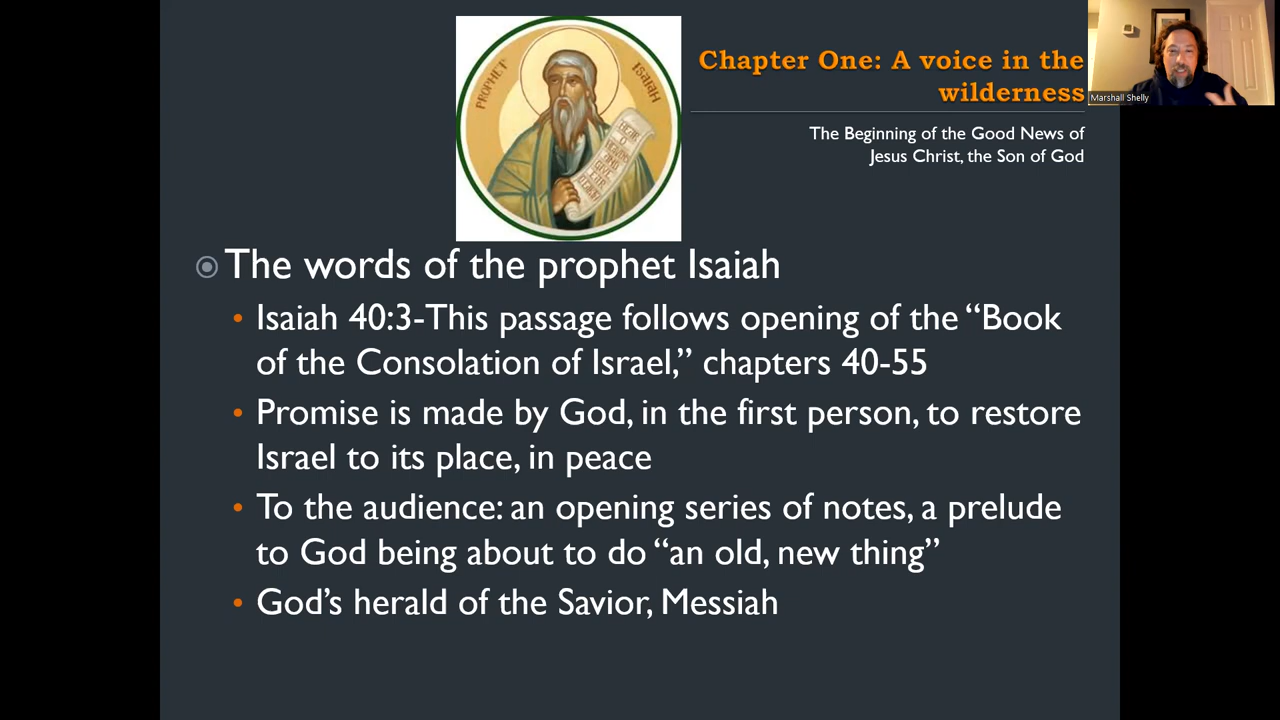 PROPHET ISAIAH
Chapter One: A voice in the
wilderness
Marshall Shelly
The Beginning of the Good News of
Jesus Christ, the Son of God
The words of the prophet Isaiah
Isaiah 40:3-This passage follows opening of the “Book
of the Consolation of Israel,” chapters 40-55
Promise is made by God, in the first person, to restore
Israel to its place, in peace
To the audience: an opening series of notes, a prelude
to God being about to do “an old, new thing”
God’s herald of the Savior, Messiah